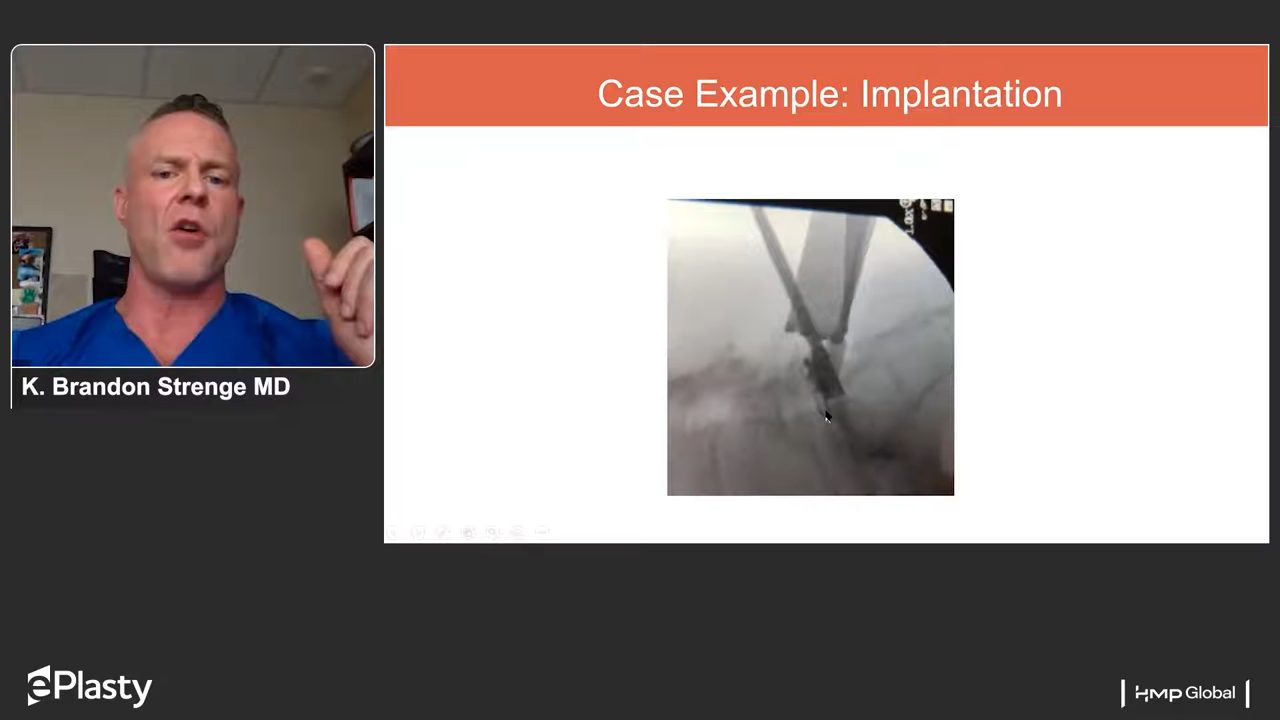 Case Example: Implantation
K. Brandon Strenge MD
ePlasty
HMP Global